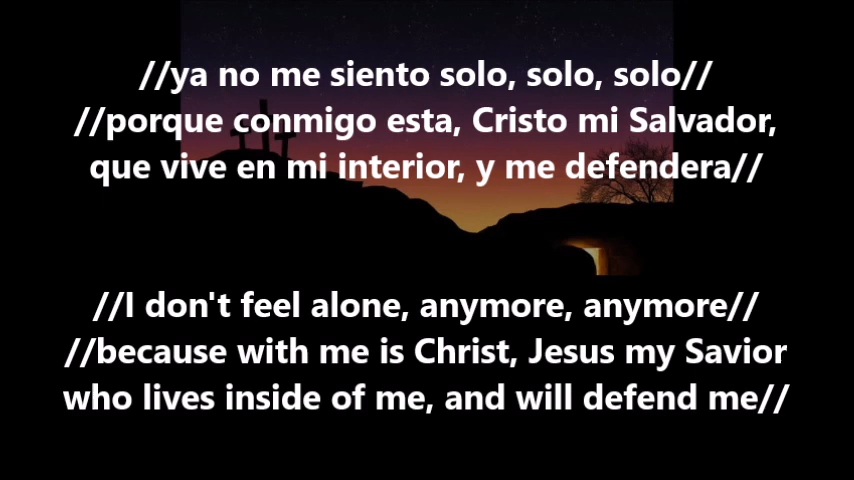 //ya no me siento solo, solo, solo//
//porque conmigo esta, Cristo mi Salvador,
que vive en mi interior, y me defendera//
//I don't feel alone, anymore, anymore//
//because with me is Christ, Jesus my Savior
who lives inside of me, and will defend me//